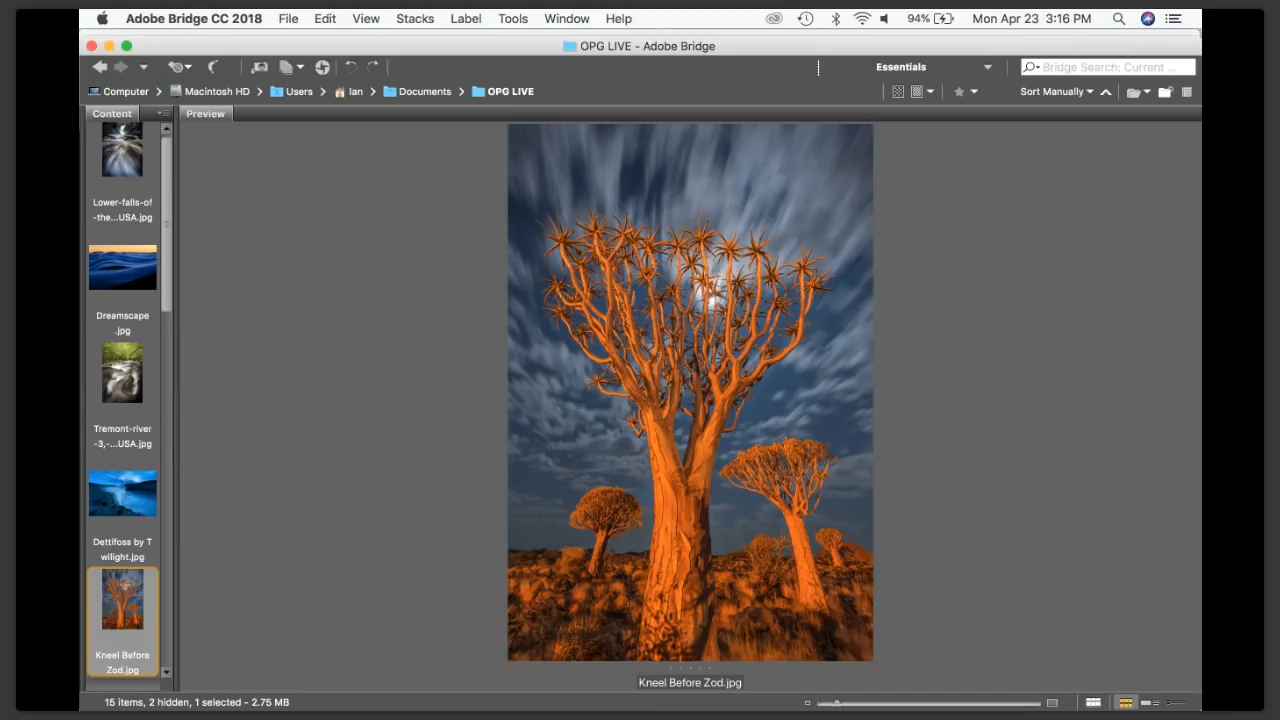 Adobe Bridge CC 2018 File Edit View Stacks Label Tools Window Help 94% Mon Apr 23 3:16 PM
OPG LIVE - Adobe Bridge
Essentials Bridge Search: Current ...
Computer Macintosh HD Users Ian Documents OPG LIVE Sort Manually
Content Preview
Lower-falls-of
-the...USA.jpg
Dreamscape
.jpg
Tremont-river
-3,-...USA.jpg
Dettifoss by T
wilight.jpg
Kneel Before
Zod.jpg
Kneel Before Zod.jpg
15 items, 2 hidden, 1 selected - 2.75 MB